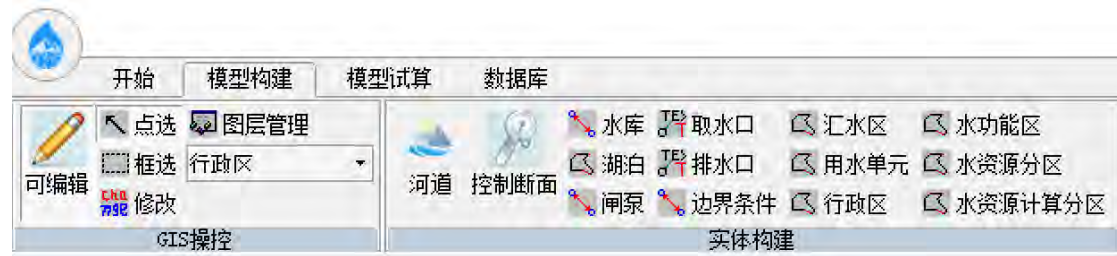 开始 模型构建 模型试算 数据库
点选 图层管理 水库 取水口 汇水区 水功能区
可编辑 框选 行政区 河道 控制断面 湖泊 排水口 用水单元 水资源分区
修改 闸泵 边界条件 行政区 水资源计算分区
GIS操控 实体构建